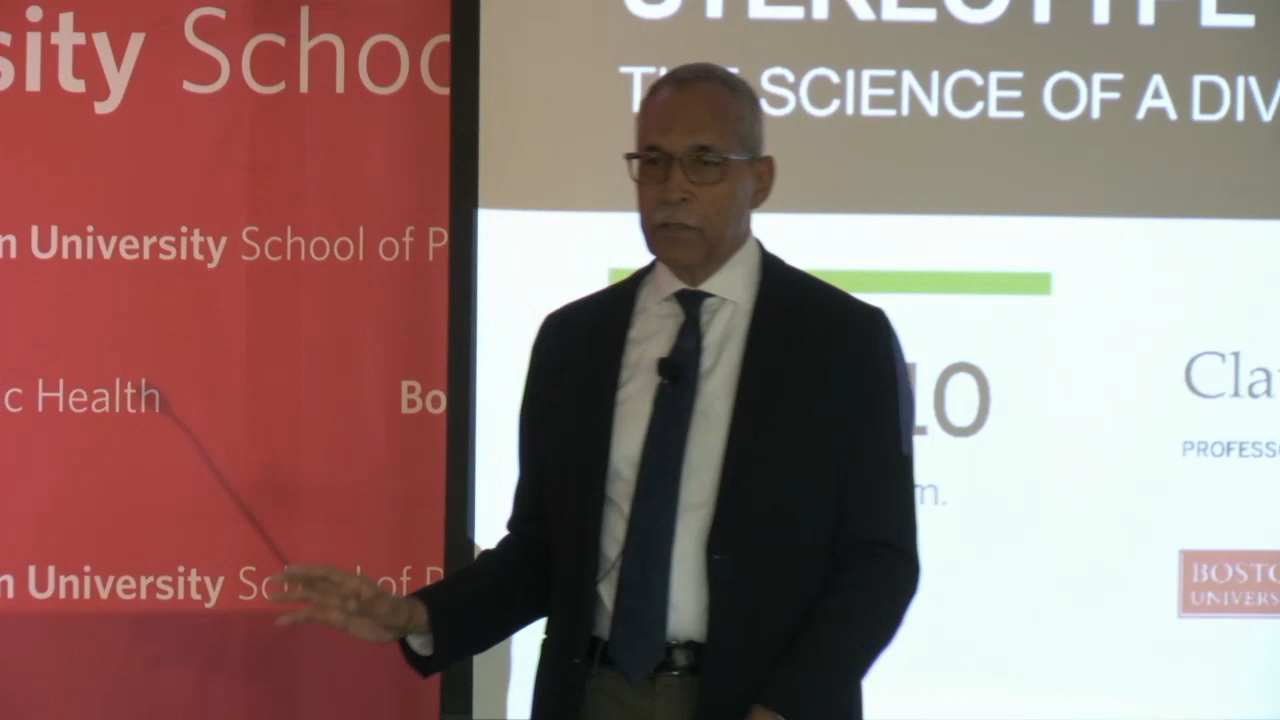 sity Schoo
n University School of P
c Health
Bo
n University School of P
STEREOTYPE
THE SCIENCE OF A DIV
10
m.
Cla
PROFESS
BOSTO
UNIVERS